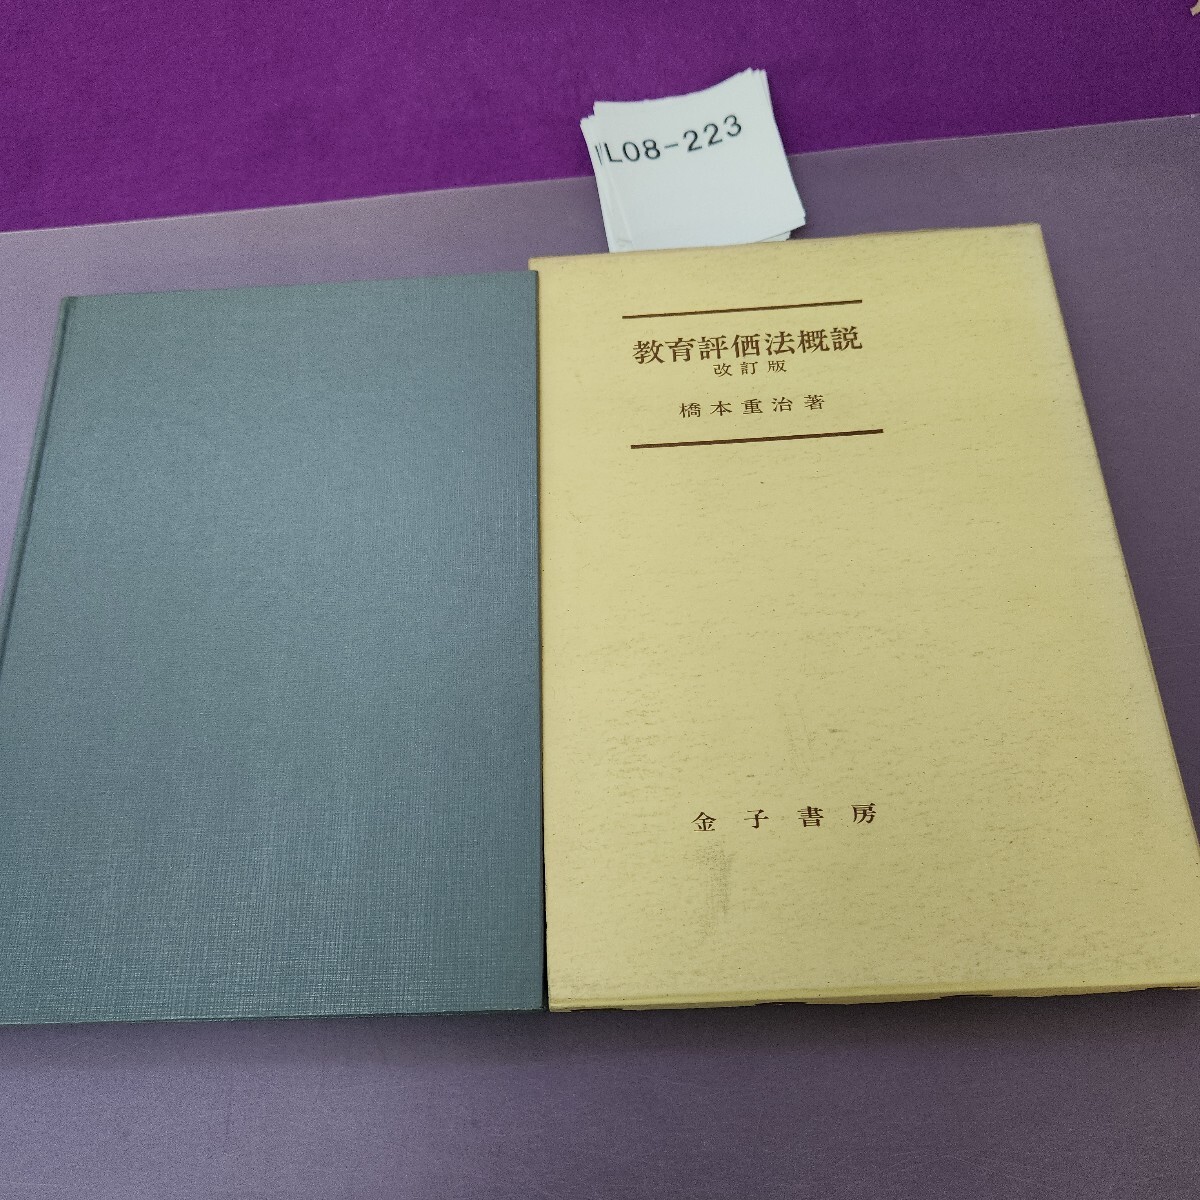 L08-223
教育評価法概説
改訂版
橋本重治著
金子書房